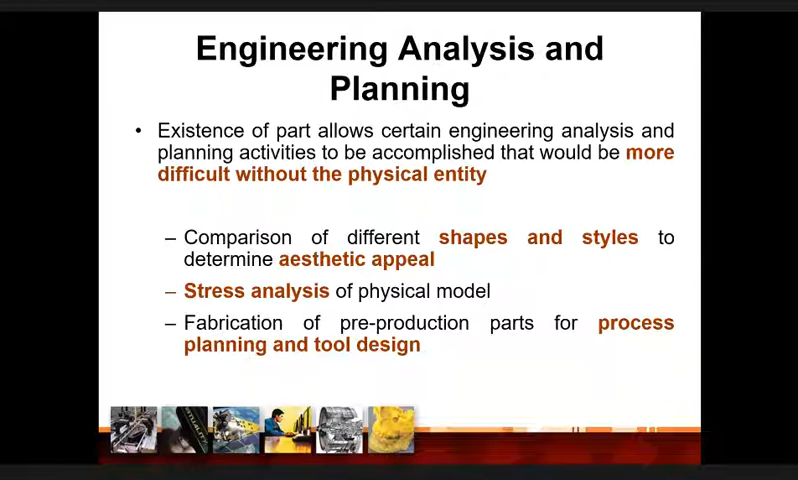 Engineering Analysis and
Planning
• Existence of part allows certain engineering analysis and
planning activities to be accomplished that would be more
difficult without the physical entity
– Comparison of different shapes and styles to
determine aesthetic appeal
– Stress analysis of physical model
– Fabrication of pre-production parts for process
planning and tool design